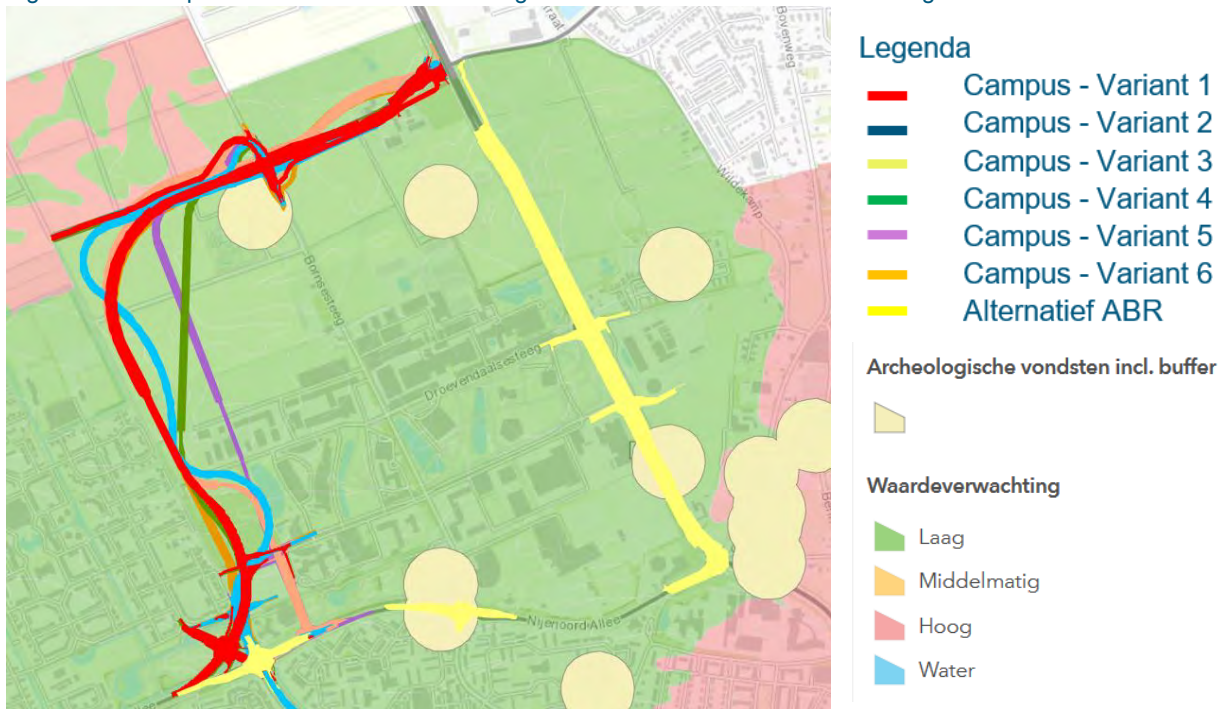 Legenda
Campus - Variant 1
Campus - Variant 2
Campus - Variant 3
Campus - Variant 4
Campus - Variant 5
Campus - Variant 6
Alternatief ABR
Archeologische vondsten incl. buffer
Waardeverwachting
Laag
Middelmatig
Hoog
Water
Bovenweg
Wildekamp
Bornsesteeg
Droevendaalsesteeg
Nijenoord Allee